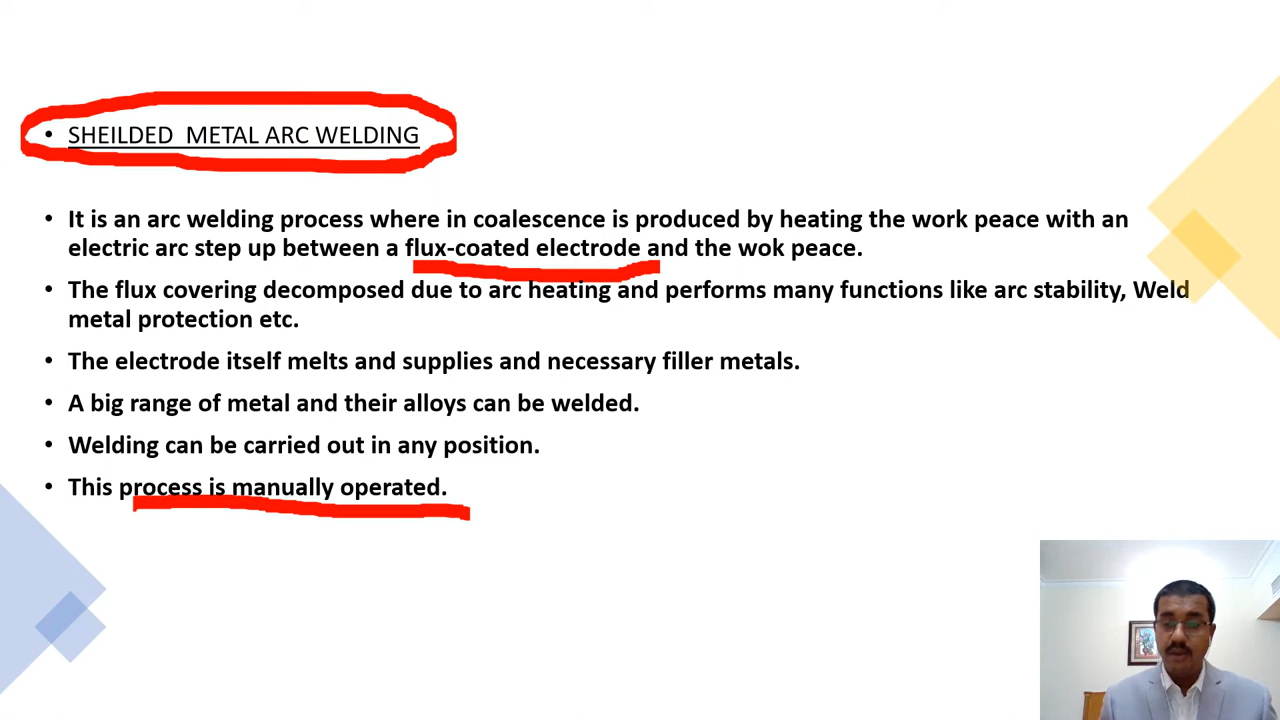 • SHEILDED METAL ARC WELDING
• It is an arc welding process where in coalescence is produced by heating the work peace with an
electric arc step up between a flux-coated electrode and the wok peace.
• The flux covering decomposed due to arc heating and performs many functions like arc stability, Weld
metal protection etc.
• The electrode itself melts and supplies and necessary filler metals.
• A big range of metal and their alloys can be welded.
• Welding can be carried out in any position.
• This process is manually operated.